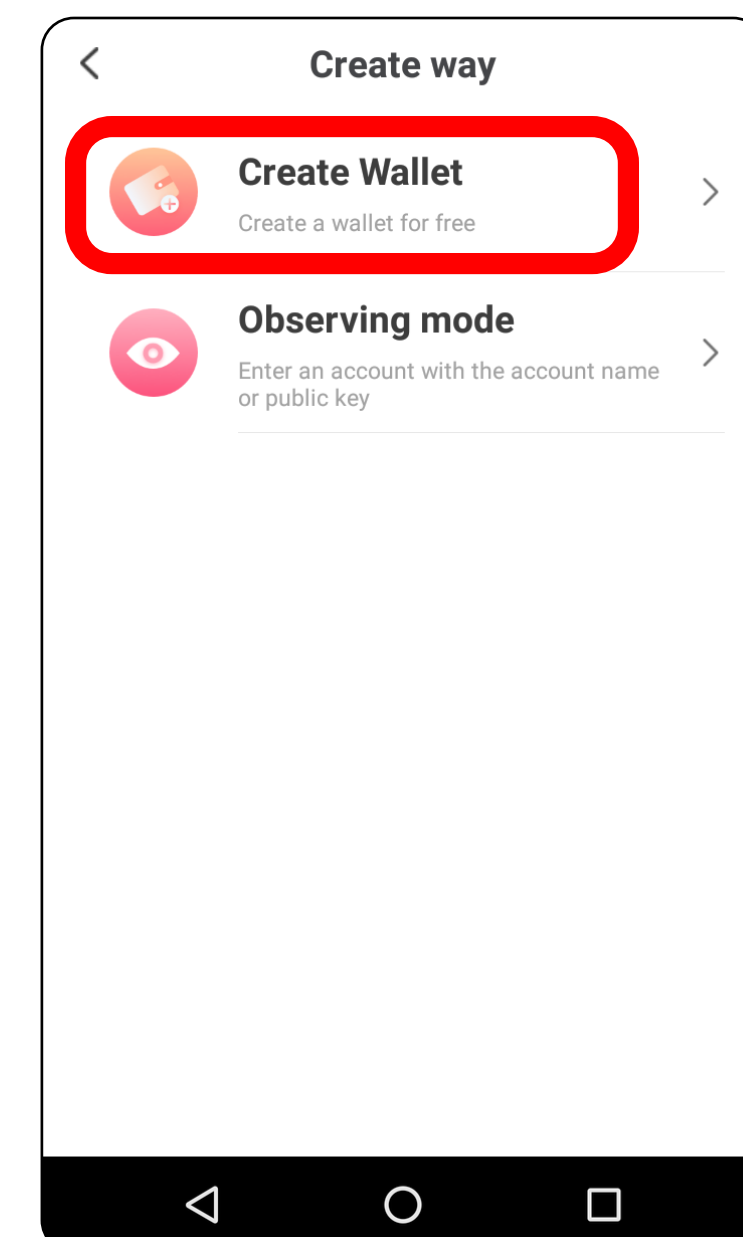 Create way
Create Wallet
Create a wallet for free
Observing mode
Enter an account with the account name
or public key